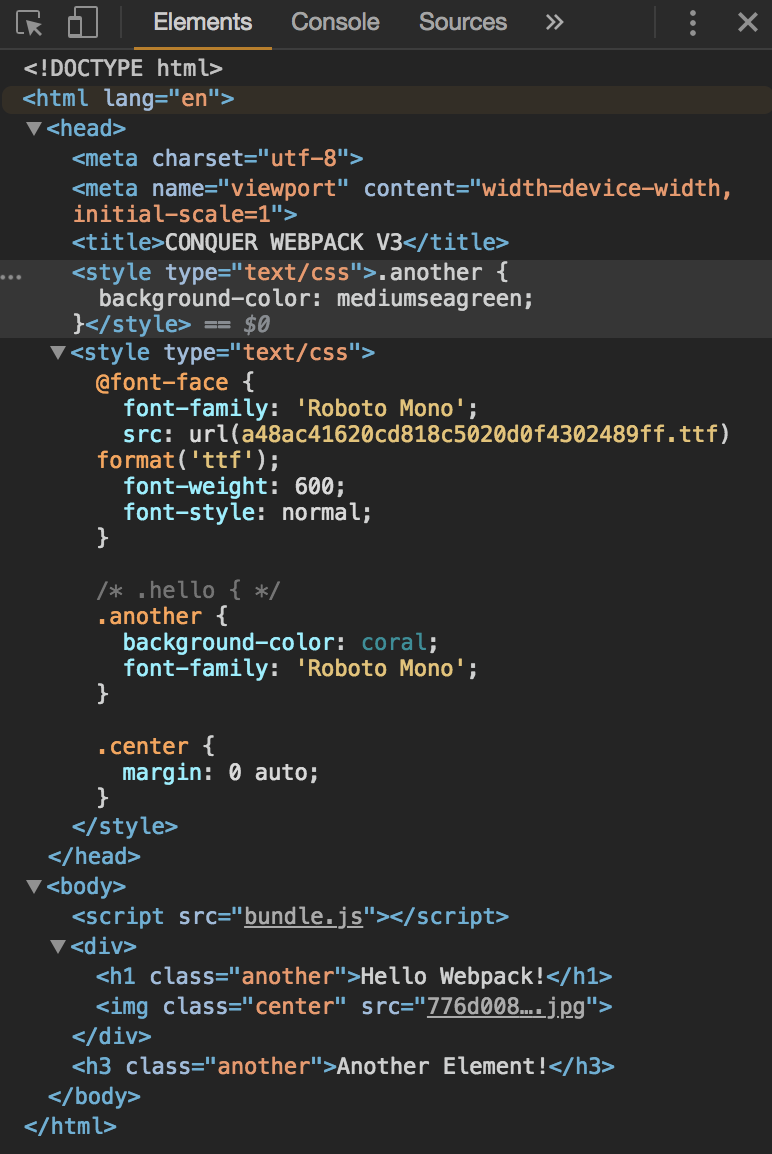 Elements Console Sources »
<!DOCTYPE html>
<html lang="en">
<head>
<meta charset="utf-8">
<meta name="viewport" content="width=device-width,
initial-scale=1">
<title>CONQUER WEBPACK V3</title>
<style type="text/css">.another {
background-color: mediumseagreen;
}</style> == $0
<style type="text/css">
@font-face {
font-family: 'Roboto Mono';
src: url(a48ac41620cd818c5020d0f4302489ff.ttf)
format('ttf');
font-weight: 600;
font-style: normal;
}
/* .hello { */
.another {
background-color: coral;
font-family: 'Roboto Mono';
}
.center {
margin: 0 auto;
}
</style>
</head>
<body>
<script src="bundle.js"></script>
<div>
<h1 class="another">Hello Webpack!</h1>
<img class="center" src="776d008….jpg">
</div>
<h3 class="another">Another Element!</h3>
</body>
</html>